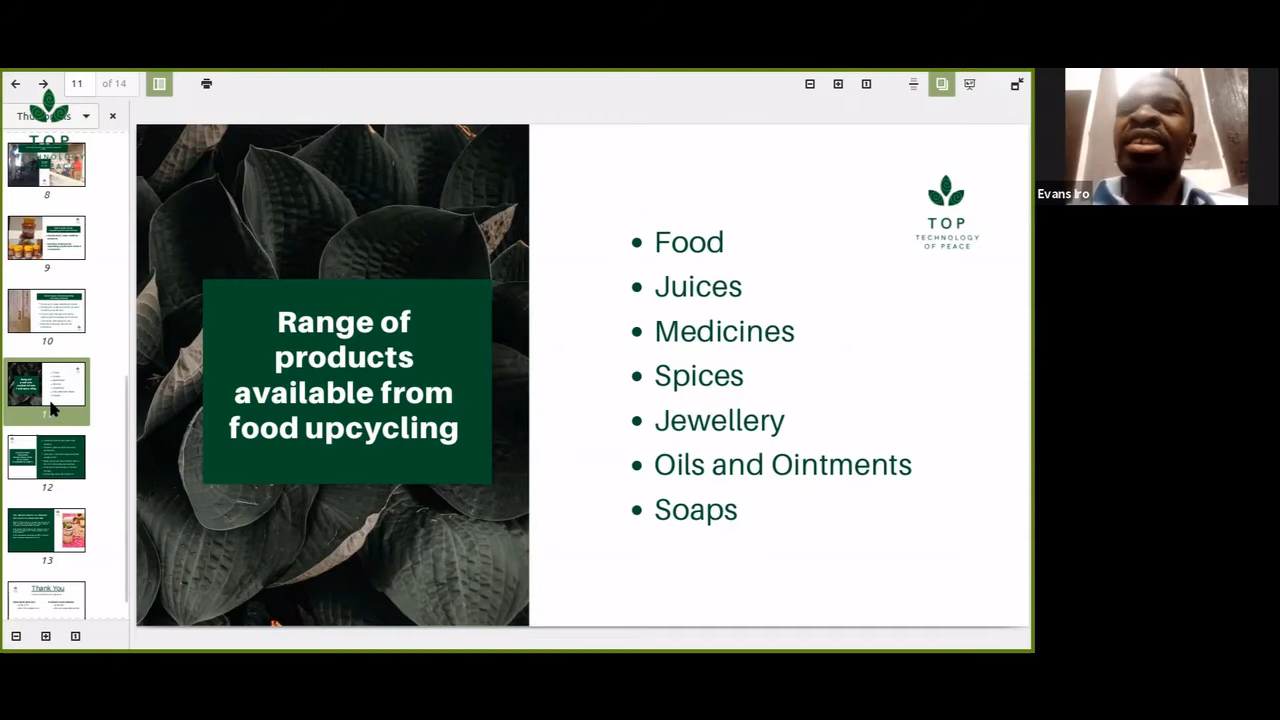 11 of 14
8
9
10
12
13
Thank You
Range of
products
available from
food upcycling
• Food
• Juices
• Medicines
• Spices
• Jewellery
• Oils and Ointments
• Soaps
TOP
TECHNOLOGY
OF PEACE
Evans Iro